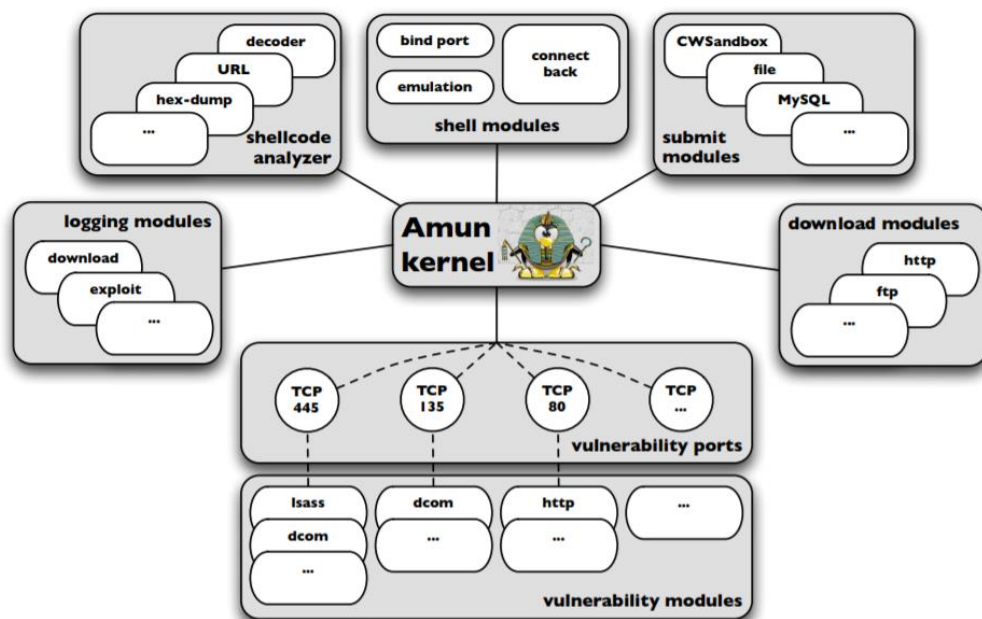 decoder
URL
hex-dump
...
shellcode
analyzer
bind port
emulation
connect
back
shell modules
CWSandbox
file
MySQL
...
submit
modules
logging modules
download
exploit
...
Amun
kernel
download modules
http
ftp
...
TCP
445
TCP
135
TCP
80
TCP
...
vulnerability ports
lsass
dcom
...
dcom
...
http
...
...
vulnerability modules